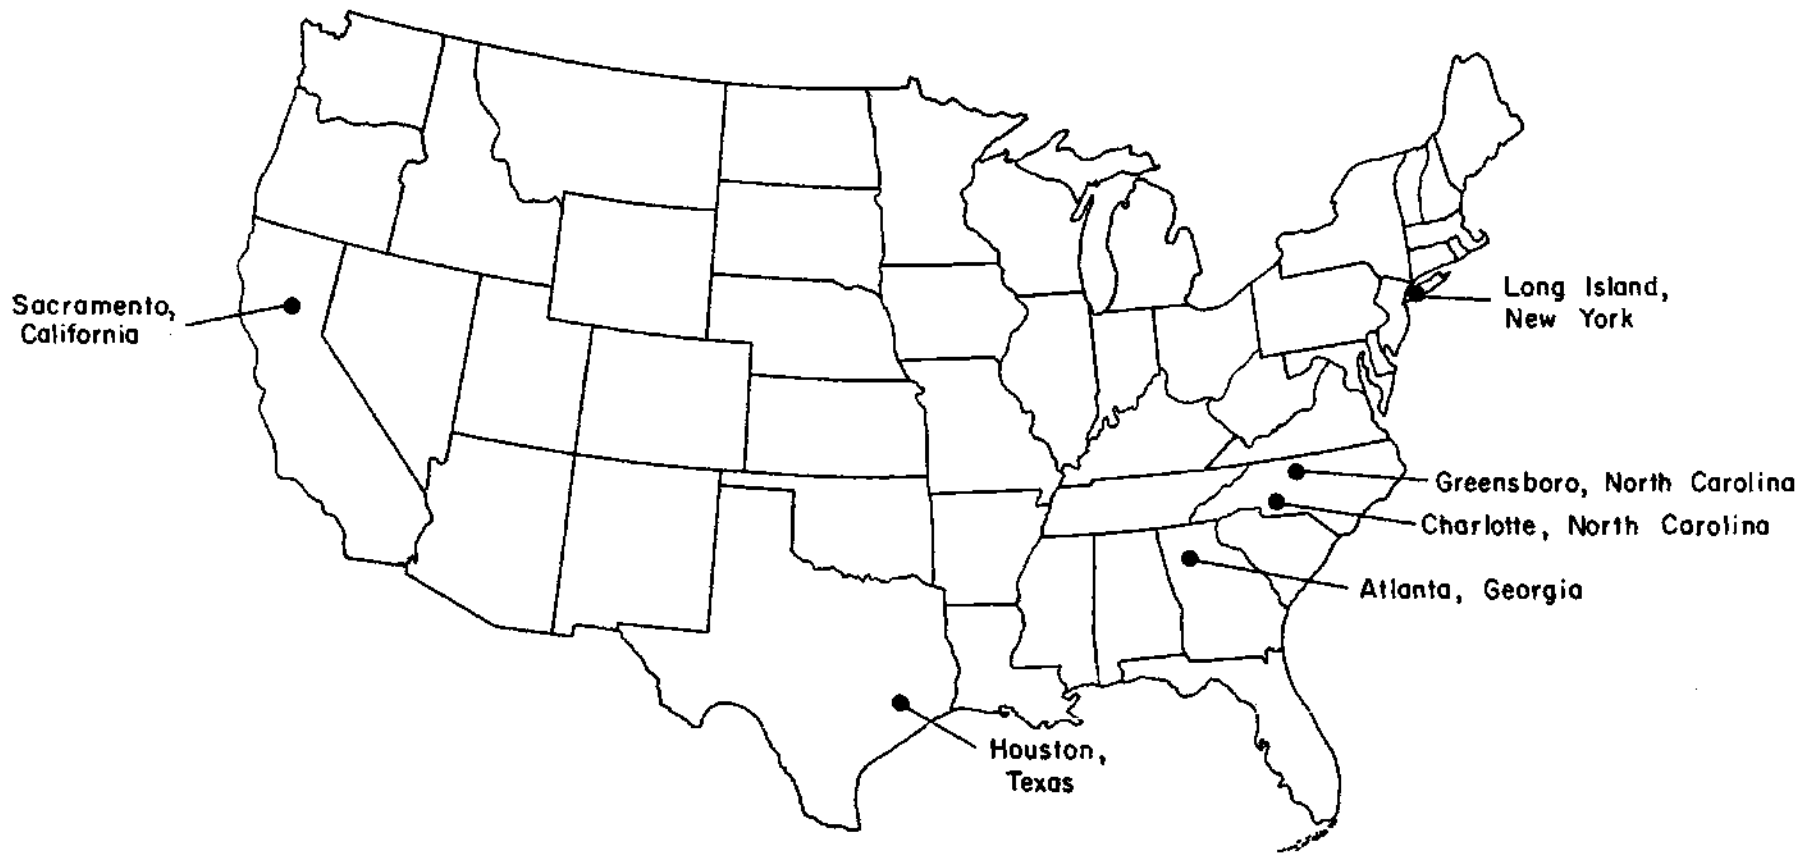 Sacramento,
California
Long Island,
New York
Greensboro, North Carolina
Charlotte, North Carolina
Atlanta, Georgia
Houston,
Texas